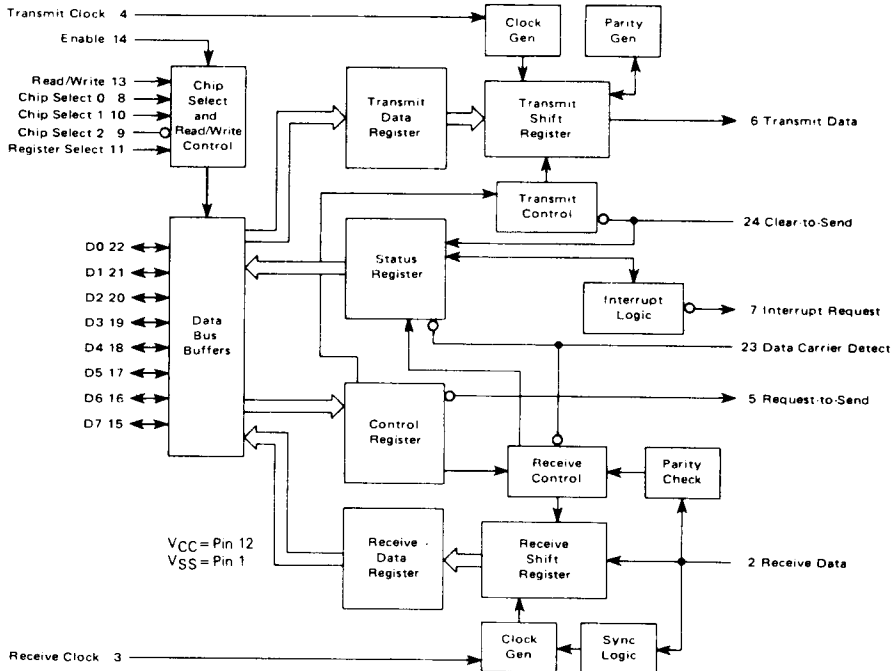 Transmit Clock 4
Enable 14
Read/Write 13
Chip Select 0 8
Chip Select 1 10
Chip Select 2 9
Register Select 11
Chip
Select
and
Read/Write
Control
Clock
Gen
Parity
Gen
Transmit
Data
Register
Transmit
Shift
Register
6 Transmit Data
Transmit
Control
24 Clear-to-Send
D0 22
D1 21
D2 20
D3 19
D4 18
D5 17
D6 16
D7 15
Data
Bus
Buffers
Status
Register
Interrupt
Logic
7 Interrupt Request
23 Data Carrier Detect
Control
Register
5 Request-to-Send
Receive
Control
Parity
Check
VCC = Pin 12
VSS = Pin 1
Receive
Data
Register
Receive
Shift
Register
2 Receive Data
Receive Clock 3
Clock
Gen
Sync
Logic